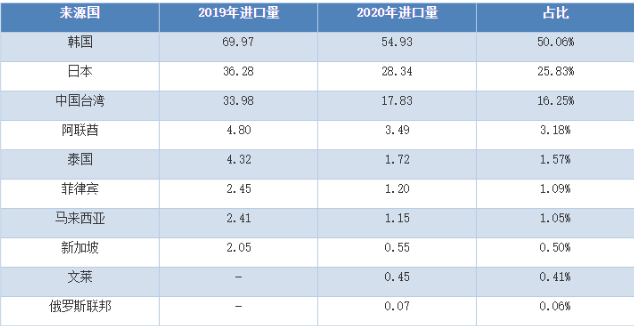 来源国 2019年进口量 2020年进口量 占比
韩国 69.97 54.93 50.06%
日本 36.28 28.34 25.83%
中国台湾 33.98 17.83 16.25%
阿联酋 4.80 3.49 3.18%
泰国 4.32 1.72 1.57%
菲律宾 2.45 1.20 1.09%
马来西亚 2.41 1.15 1.05%
新加坡 2.05 0.55 0.50%
文莱 - 0.45 0.41%
俄罗斯联邦 - 0.07 0.06%